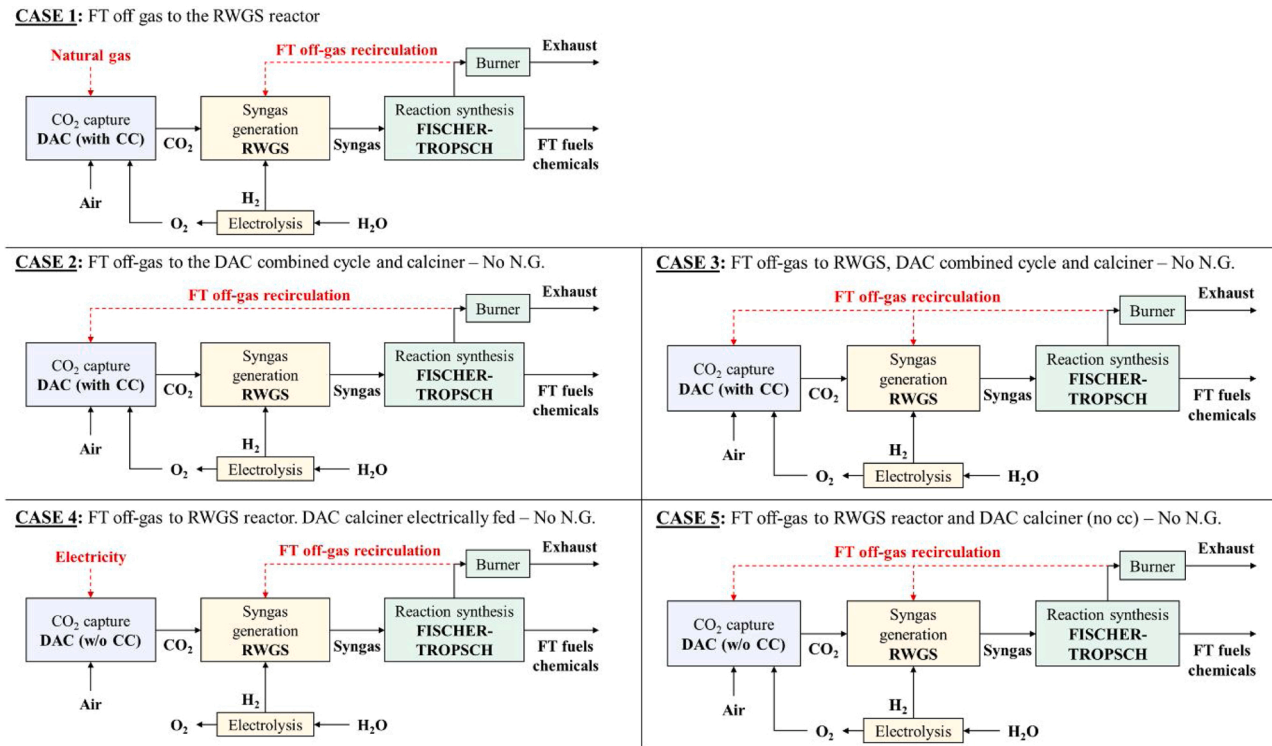 CASE 1: FT off gas to the RWGS reactor
Natural gas
FT off-gas recirculation
Burner
Exhaust
CO₂ capture
DAC (with CC)
CO₂
Syngas
generation
RWGS
Syngas
Reaction synthesis
FISCHER-
TROPSCH
FT fuels
chemicals
Air
O₂
H₂
Electrolysis
H₂O
CASE 2: FT off-gas to the DAC combined cycle and calciner – No N.G.
FT off-gas recirculation
Burner
Exhaust
CO₂ capture
DAC (with CC)
CO₂
Syngas
generation
RWGS
Syngas
Reaction synthesis
FISCHER-
TROPSCH
FT fuels
chemicals
Air
O₂
H₂
Electrolysis
H₂O
CASE 3: FT off-gas to RWGS, DAC combined cycle and calciner – No N.G.
FT off-gas recirculation
Burner
Exhaust
CO₂ capture
DAC (with CC)
CO₂
Syngas
generation
RWGS
Syngas
Reaction synthesis
FISCHER-
TROPSCH
FT fuels
chemicals
Air
O₂
H₂
Electrolysis
H₂O
CASE 4: FT off-gas to RWGS reactor. DAC calciner electrically fed – No N.G.
Electricity
FT off-gas recirculation
Burner
Exhaust
CO₂ capture
DAC (w/o CC)
CO₂
Syngas
generation
RWGS
Syngas
Reaction synthesis
FISCHER-
TROPSCH
FT fuels
chemicals
Air
O₂
H₂
Electrolysis
H₂O
CASE 5: FT off-gas to RWGS reactor and DAC calciner (no cc) – No N.G.
FT off-gas recirculation
Burner
Exhaust
CO₂ capture
DAC (w/o CC)
CO₂
Syngas
generation
RWGS
Syngas
Reaction synthesis
FISCHER-
TROPSCH
FT fuels
chemicals
Air
O₂
H₂
Electrolysis
H₂O